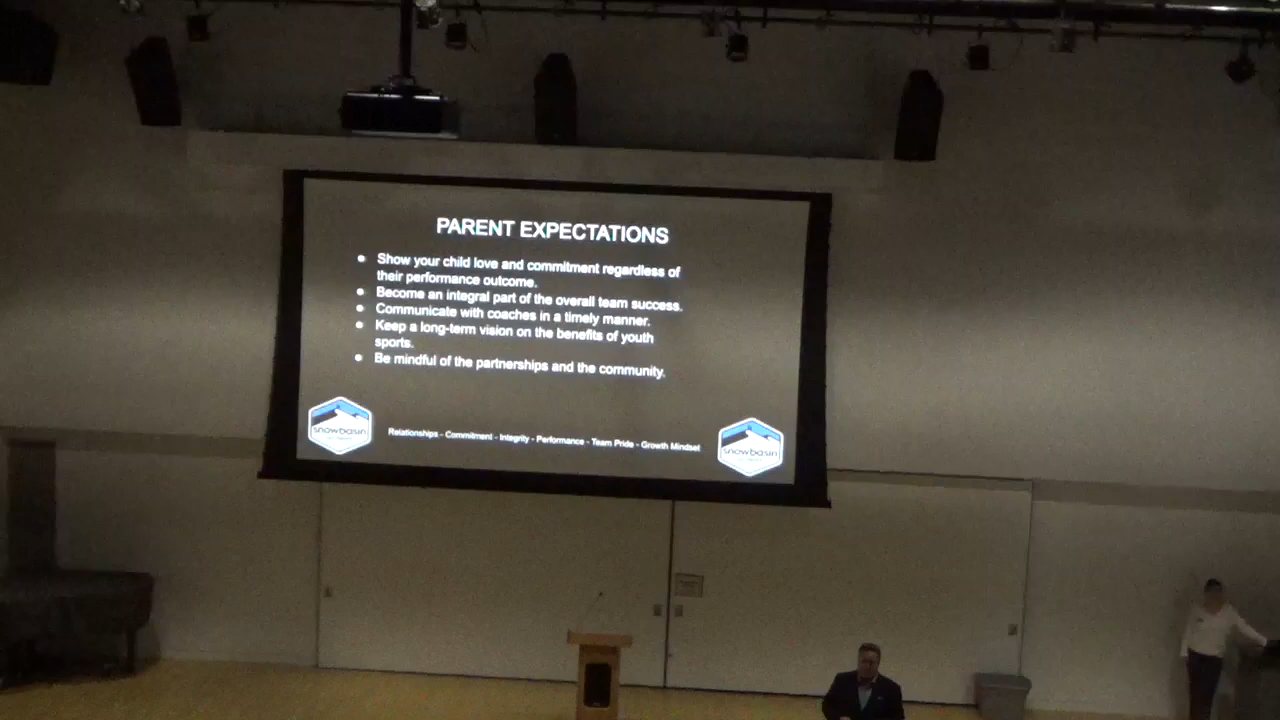 PARENT EXPECTATIONS
● Show your child love and commitment regardless of
their performance outcome.
● Become an integral part of the overall team success.
● Communicate with coaches in a timely manner.
● Keep a long-term vision on the benefits of youth
sports.
● Be mindful of the partnerships and the community.
snowbasin
Relationships - Commitment - Integrity - Performance - Team Pride - Growth Mindset
snowbasin